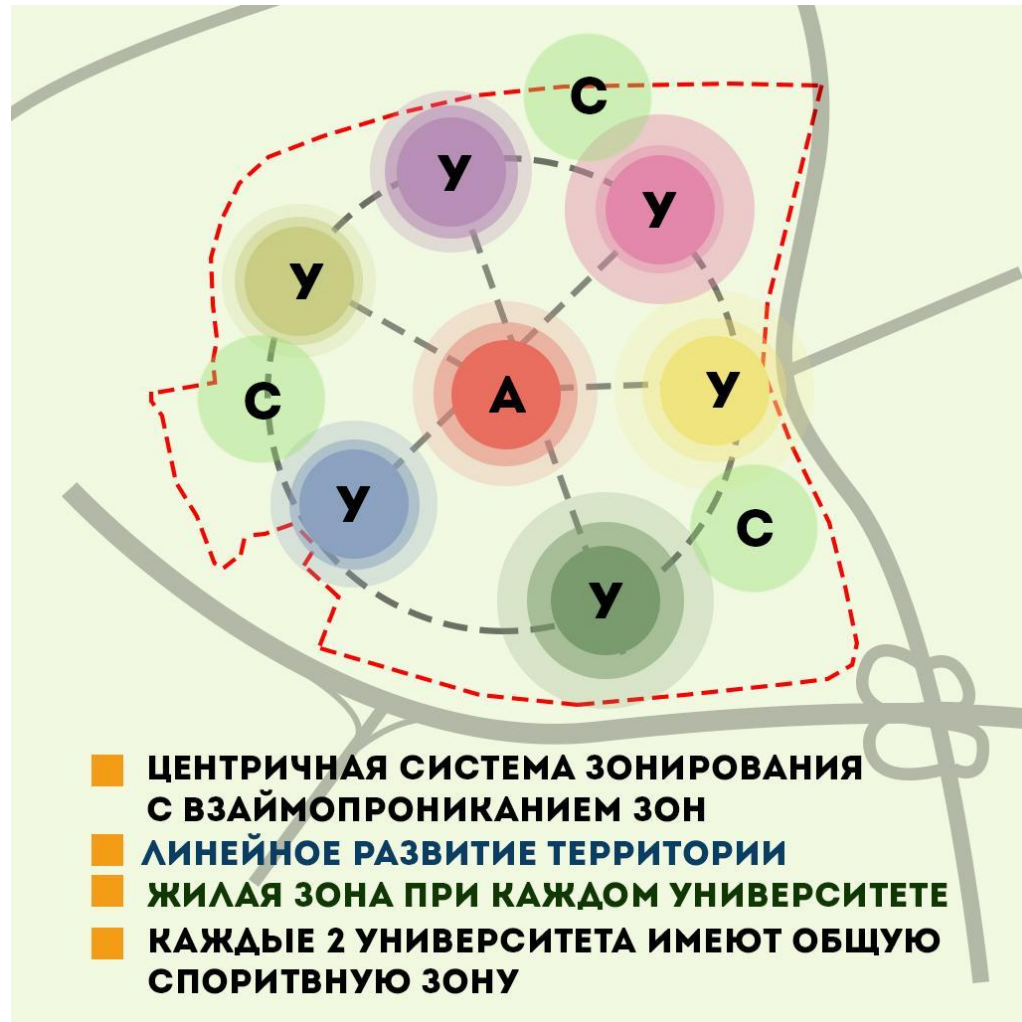 С
У
У
У
У
А
С
У
С
У
ЦЕНТРИЧНАЯ СИСТЕМА ЗОНИРОВАНИЯ
С ВЗАЙМОПРОНИКАНИЕМ ЗОН
ЛИНЕЙНОЕ РАЗВИТИЕ ТЕРРИТОРИИ
ЖИЛАЯ ЗОНА ПРИ КАЖДОМ УНИВЕРСИТЕТЕ
КАЖДЫЕ 2 УНИВЕРСИТЕТА ИМЕЮТ ОБЩУЮ
СПОРИТВНУЮ ЗОНУ